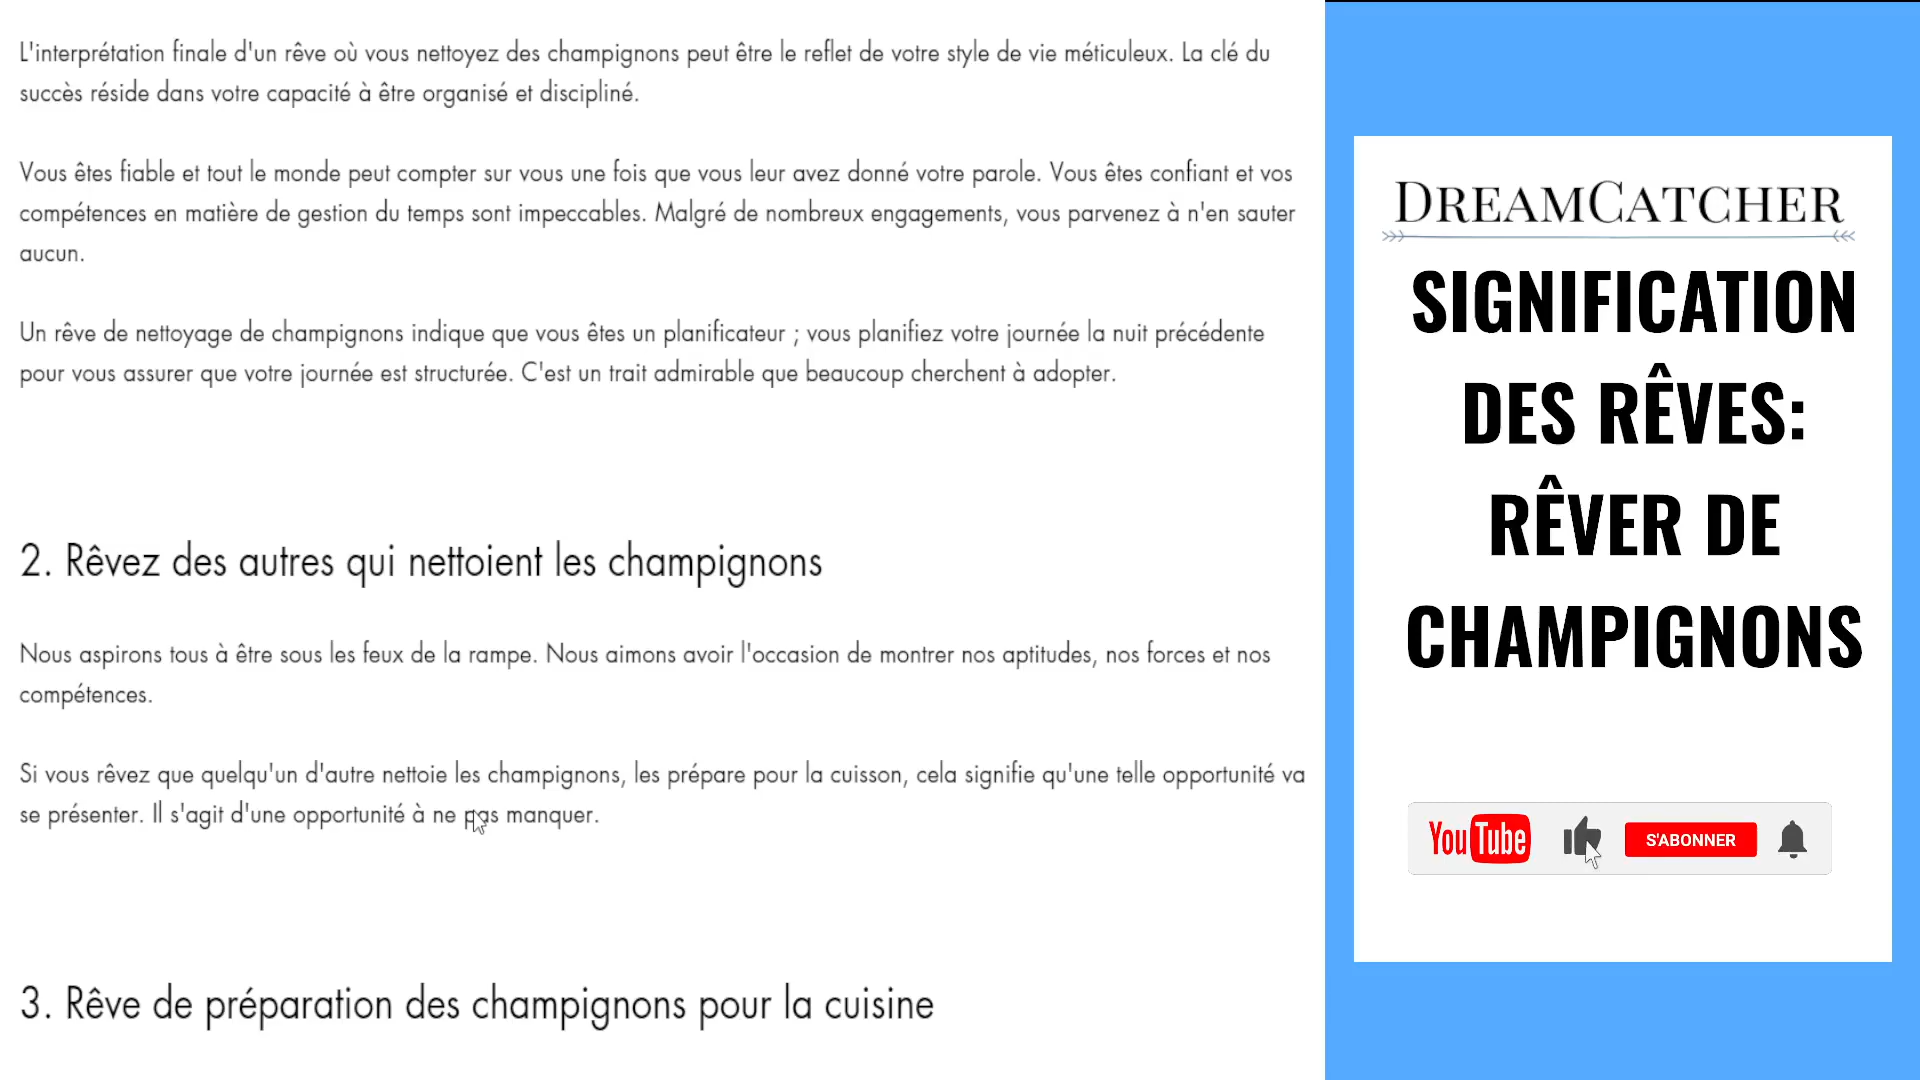 L'interprétation finale d'un rêve où vous nettoyez des champignons peut être le reflet de votre style de vie méticuleux. La clé du
succès réside dans votre capacité à être organisé et discipliné.
Vous êtes fiable et tout le monde peut compter sur vous une fois que vous leur avez donné votre parole. Vous êtes confiant et vos
compétences en matière de gestion du temps sont impeccables. Malgré de nombreux engagements, vous parvenez à n'en sauter
aucun.
Un rêve de nettoyage de champignons indique que vous êtes un planificateur ; vous planifiez votre journée la nuit précédente
pour vous assurer que votre journée est structurée. C'est un trait admirable que beaucoup cherchent à adopter.
2. Rêvez des autres qui nettoient les champignons
Nous aspirons tous à être sous les feux de la rampe. Nous aimons avoir l'occasion de montrer nos aptitudes, nos forces et nos
compétences.
Si vous rêvez que quelqu'un d'autre nettoie les champignons, les prépare pour la cuisson, cela signifie qu'une telle opportunité va
se présenter. Il s'agit d'une opportunité à ne pas manquer.
3. Rêve de préparation des champignons pour la cuisine
DREAMCATCHER
SIGNIFICATION
DES RÊVES:
RÊVER DE
CHAMPIGNONS
YouTube
S'ABONNER